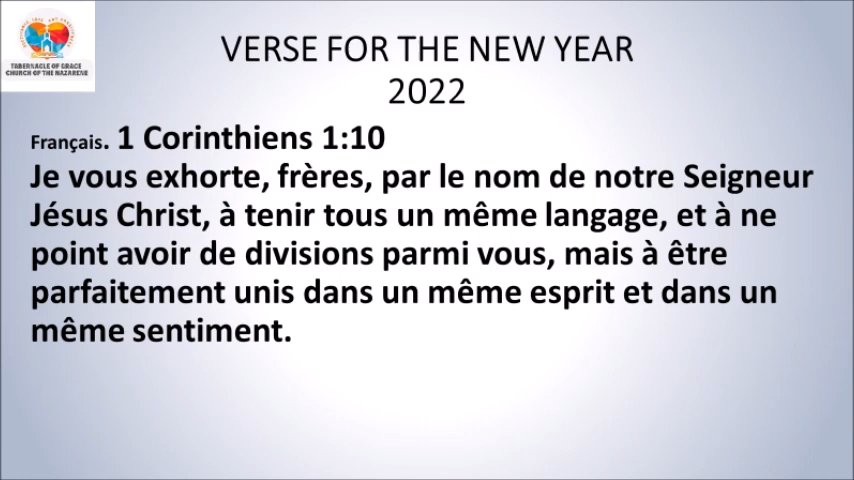 TABERNACLE OF GRACE
CHURCH OF THE NAZARENE
VERSE FOR THE NEW YEAR
2022
Français. 1 Corinthiens 1:10
Je vous exhorte, frères, par le nom de notre Seigneur
Jésus Christ, à tenir tous un même langage, et à ne
point avoir de divisions parmi vous, mais à être
parfaitement unis dans un même esprit et dans un
même sentiment.